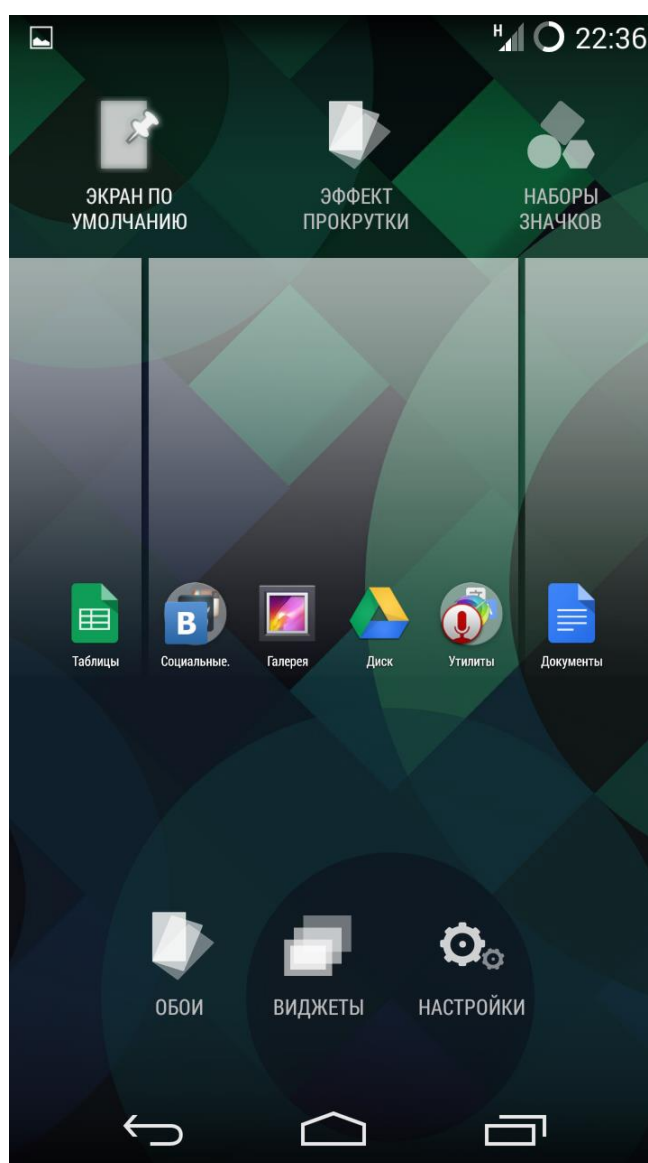 H 22:36
ЭКРАН ПО
УМОЛЧАНИЮ
ЭФФЕКТ
ПРОКРУТКИ
НАБОРЫ
ЗНАЧКОВ
B
Таблицы
Социальные.
Галерея
Диск
Утилиты
Документы
ОБОИ
ВИДЖЕТЫ
НАСТРОЙКИ